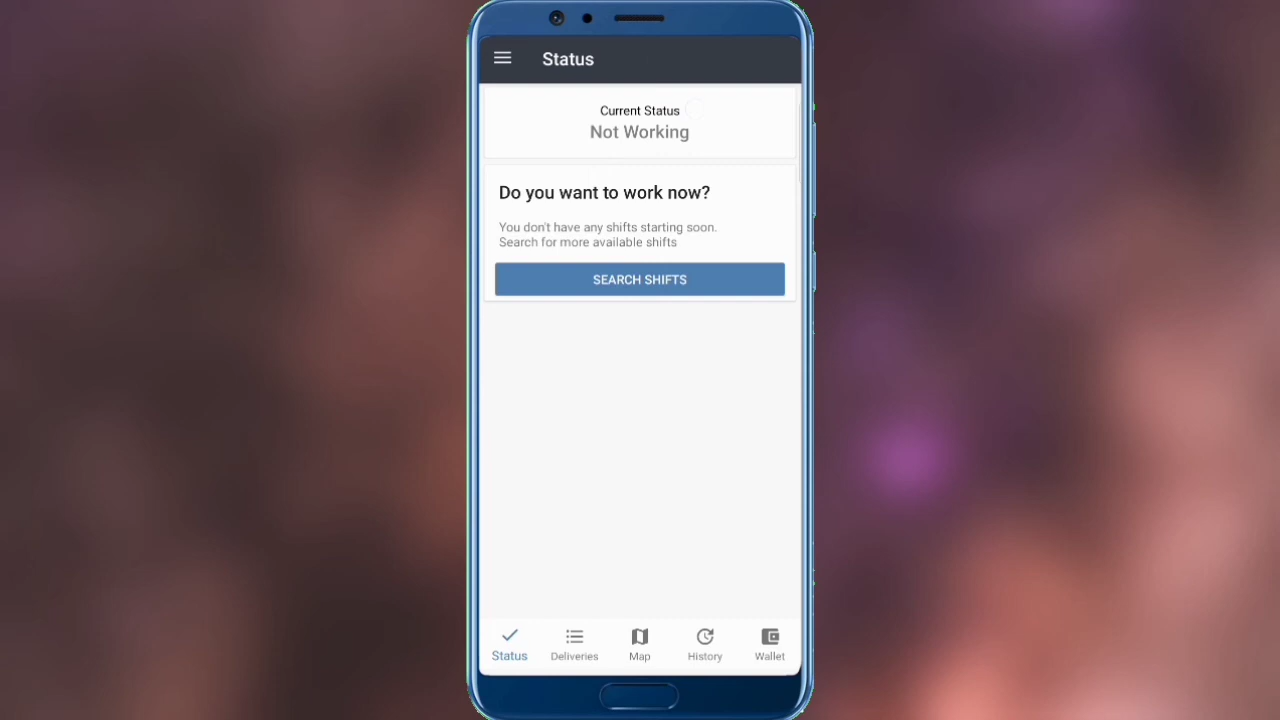 Status
Current Status
Not Working
Do you want to work now?
You don't have any shifts starting soon.
Search for more available shifts
SEARCH SHIFTS
Status
Deliveries
Map
History
Wallet